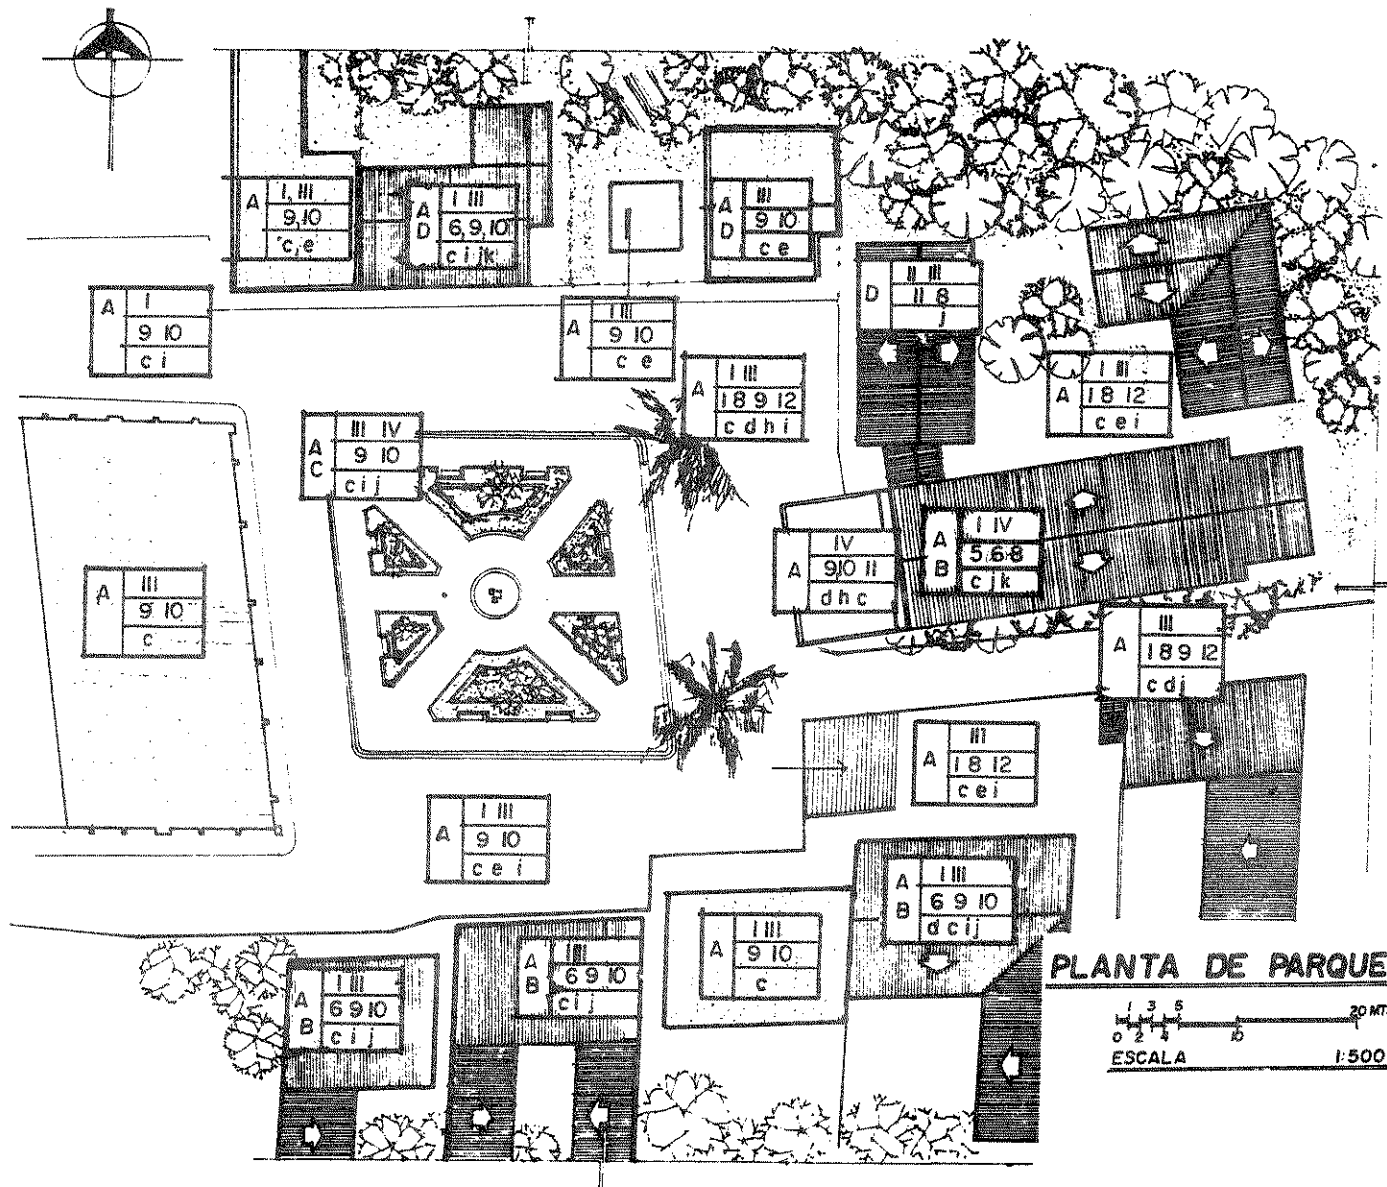 A
I, III
9,10
c,e
A
D
I III
6,9,10
c i jk
A
D
III
9 10
c e
D
II III
II 8
j
A
I
9 10
c i
A
I III
9 10
c e
A
I III
1 8 9 12
c d h i
A
I III
1 8 12
c e i
A
C
III IV
9 10
c i j
A
III
9 10
c
A
IV
9,10 11
d h c
A
B
I IV
5 6 8
c j k
A
III
1 8 9 12
c d j
A
III
1 8 12
c e i
A
I III
9 10
c e i
A
B
I III
6 9 10
d c i j
A
I III
9 10
c
A
B
I III
6 9 10
c i j
A
B
I III
6 9 10
c i j
PLANTA DE PARQUE
1 3 5 20 MT
0 2 4 10
ESCALA 1:500